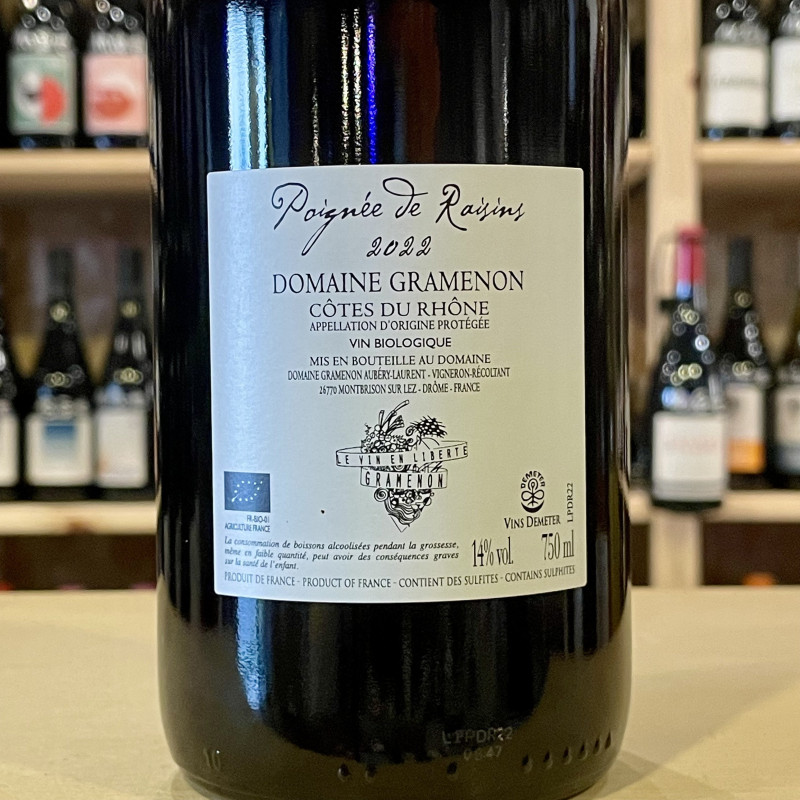 Poignée de Raisins
2022
DOMAINE GRAMENON
CÔTES DU RHÔNE
APPELLATION D'ORIGINE PROTÉGÉE
VIN BIOLOGIQUE
MIS EN BOUTEILLE AU DOMAINE
DOMAINE GRAMENON AUBÉRY-LAURENT - VIGNERON-RÉCOLTANT
26770 MONTBRISON SUR LEZ - DRÔME - FRANCE
LE VIN EN LIBERTE
GRAMENON
FR-BIO-01
AGRICULTURE FRANCE
DEMETER
VINS DEMETER
LPDR22
La consommation de boissons alcoolisées pendant la grossesse,
même en faible quantité, peut avoir des conséquences graves
sur la santé de l'enfant.
14% vol.
750 ml
PRODUIT DE FRANCE - PRODUCT OF FRANCE - CONTIENT DES SULFITES - CONTAINS SULPHITES